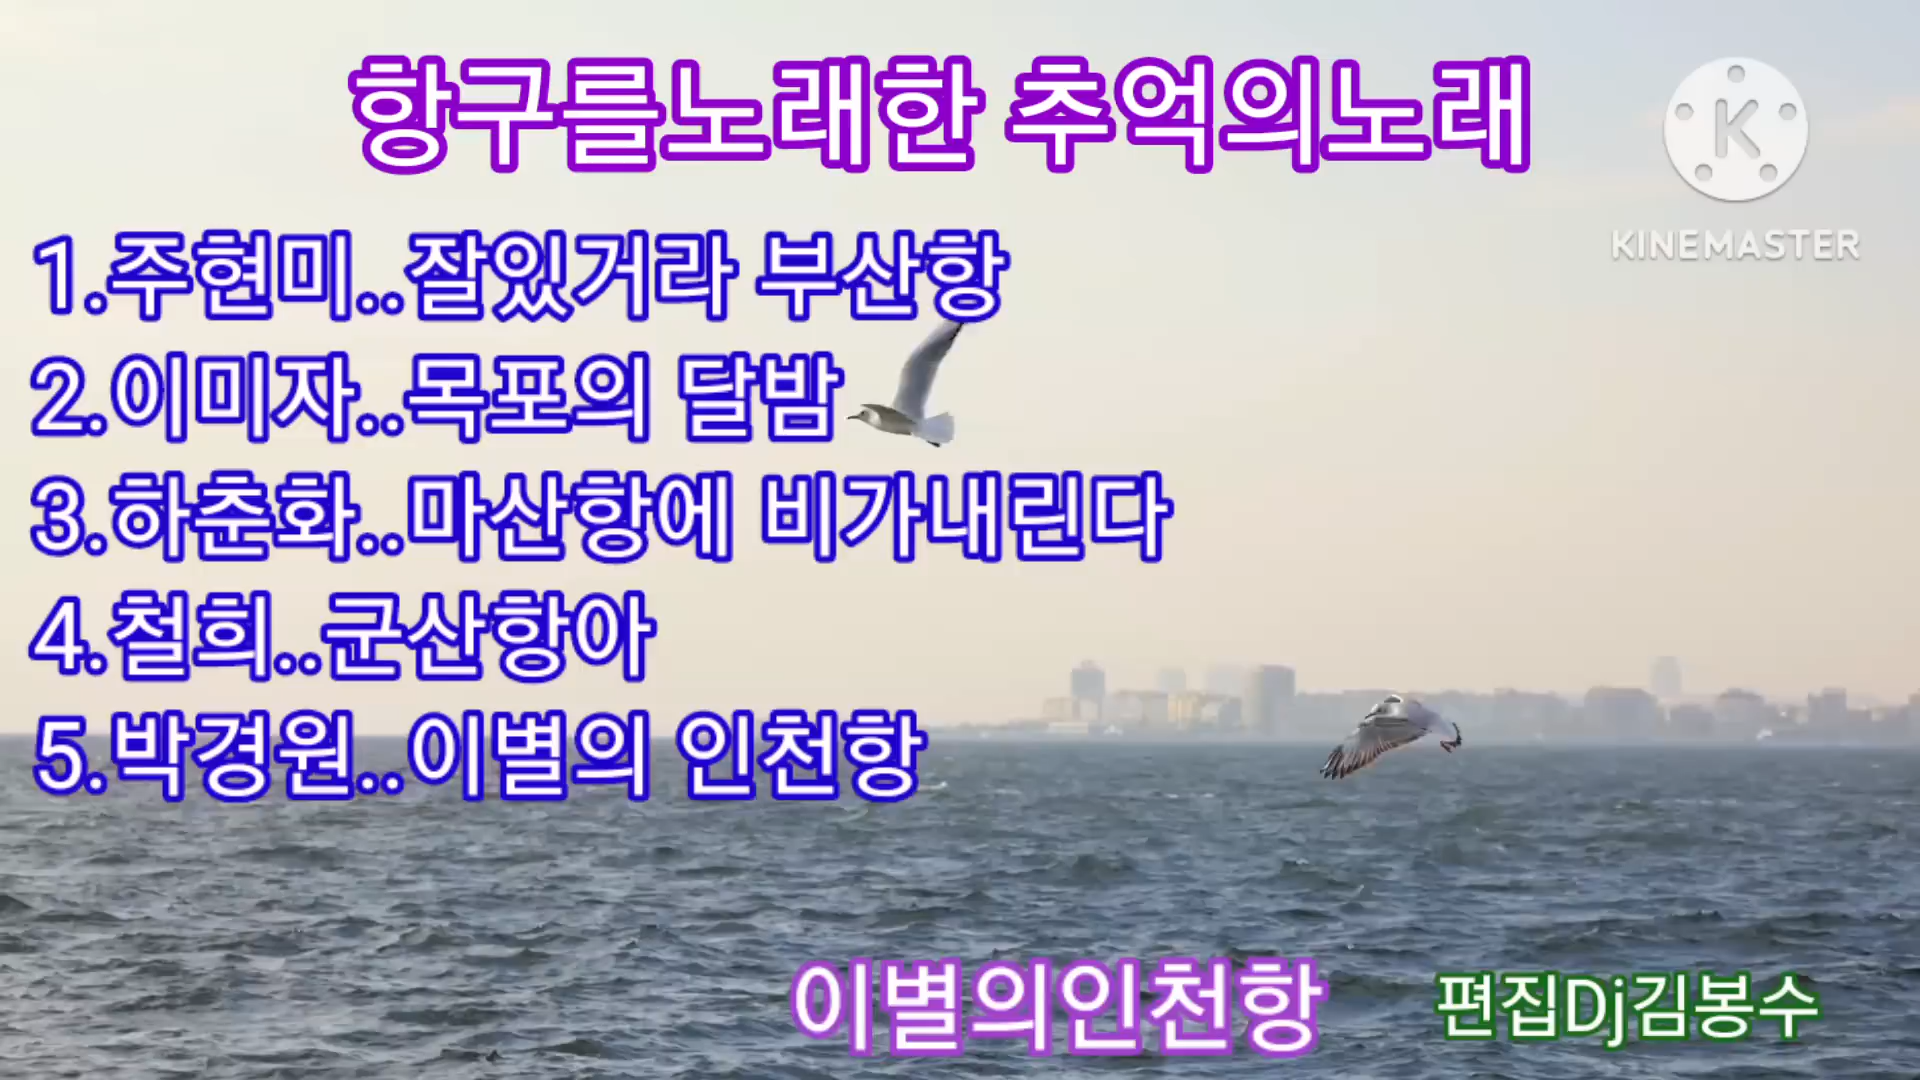 항구를노래한 추억의노래
KINEMASTER
1.주현미..잘있거라 부산항
2.이미자..목포의 달밤
3.하춘화..마산항에 비가내린다
4.철희..군산항아
5.박경원..이별의 인천항
이별의인천항
편집Dj김봉수